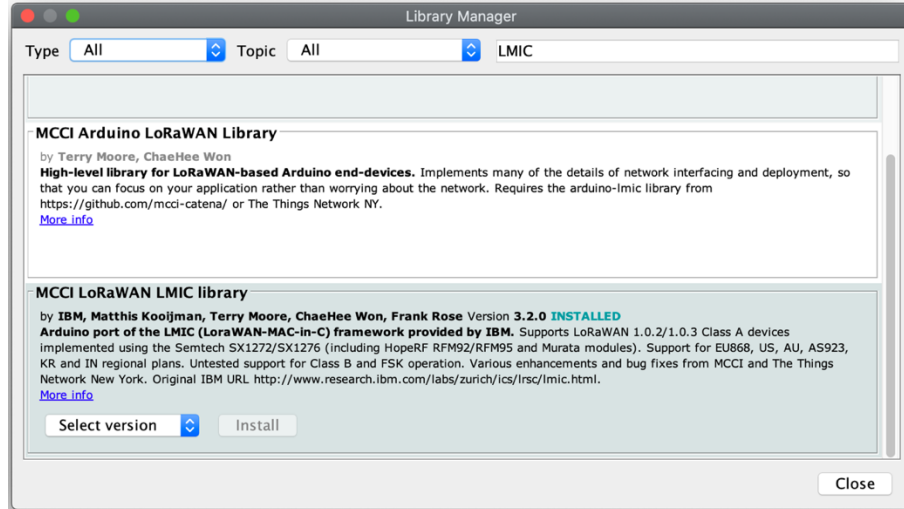 Library Manager
Type All Topic All LMIC
MCCI Arduino LoRaWAN Library
by Terry Moore, ChaeHee Won
High-level library for LoRaWAN-based Arduino end-devices. Implements many of the details of network interfacing and deployment, so
that you can focus on your application rather than worrying about the network. Requires the arduino-lmic library from
https://github.com/mcci-catena/ or The Things Network NY.
More info
MCCI LoRaWAN LMIC library
by IBM, Matthis Kooijman, Terry Moore, ChaeHee Won, Frank Rose Version 3.2.0 INSTALLED
Arduino port of the LMIC (LoraWAN-MAC-in-C) framework provided by IBM. Supports LoRaWAN 1.0.2/1.0.3 Class A devices
implemented using the Semtech SX1272/SX1276 (including HopeRF RFM92/RFM95 and Murata modules). Support for EU868, US, AU, AS923,
KR and IN regional plans. Untested support for Class B and FSK operation. Various enhancements and bug fixes from MCCI and The Things
Network New York. Original IBM URL http://www.research.ibm.com/labs/zurich/ics/lrsc/lmic.html.
More info
Select version Install
Close